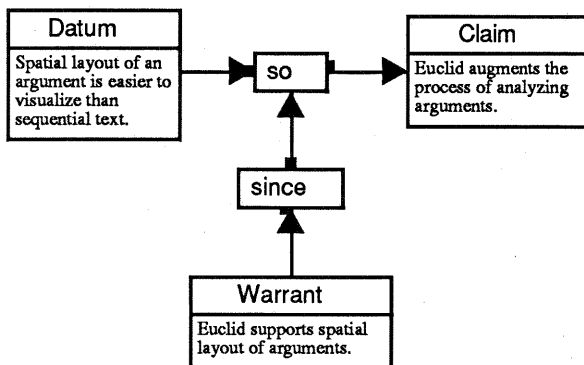 Datum
Spatial layout of an
argument is easier to
visualize than
sequential text.
so
Claim
Euclid augments the
process of analyzing
arguments.
since
Warrant
Euclid supports spatial
layout of arguments.